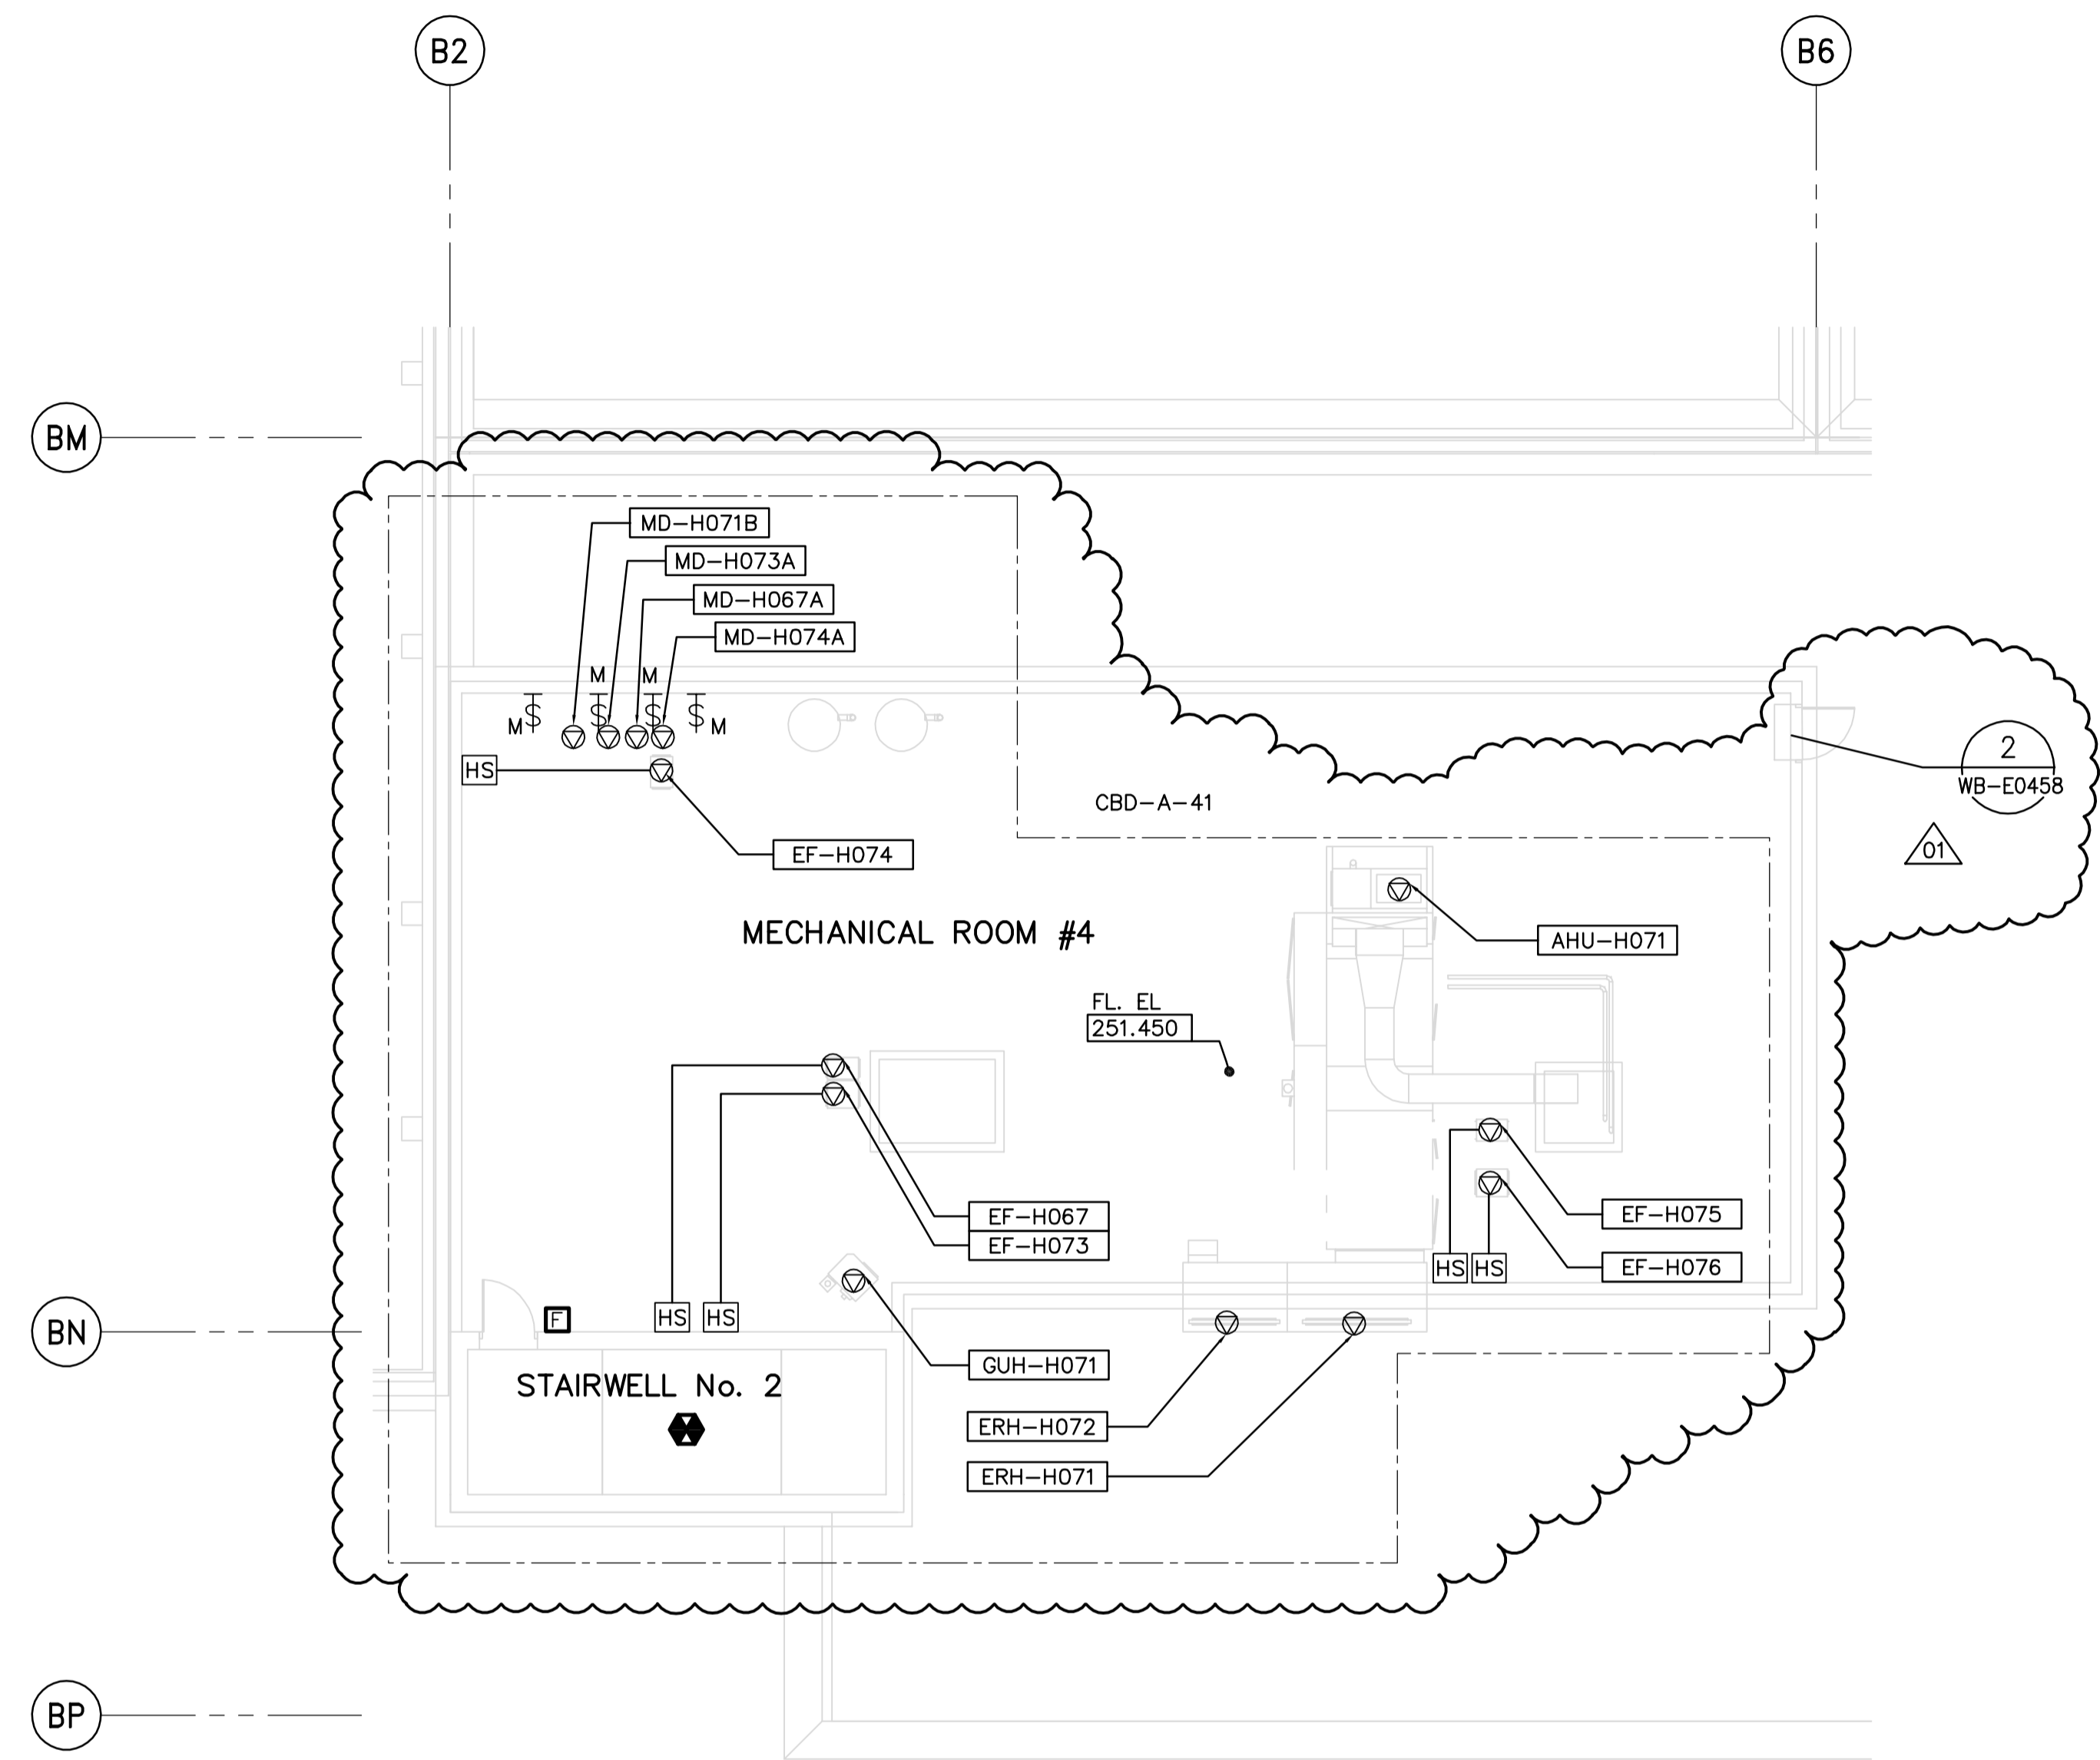 B2
B6
BM
MD-H071B
MD-H073A
MD-H067A
MD-H074A
M
M
$
$
$
$
M
M
HS
2
WB-E0458
CBD-A-41
01
EF-H074
MECHANICAL ROOM #4
AHU-H071
FL. EL
251.450
EF-H067
EF-H075
EF-H073
EF-H076
HS
HS
F
HS
HS
BN
GUH-H071
STAIRWELL No. 2
ERH-H072
ERH-H071
BP